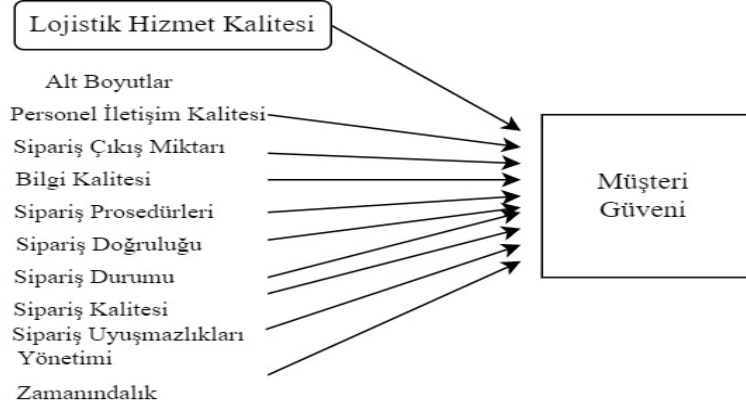 Lojistik Hizmet Kalitesi
Alt Boyutlar
Personel İletişim Kalitesi
Sipariş Çıkış Miktarı
Bilgi Kalitesi
Sipariş Prosedürleri
Sipariş Doğruluğu
Sipariş Durumu
Sipariş Kalitesi
Sipariş Uyuşmazlıkları
Yönetimi
Zamanındalık
Müşteri
Güveni